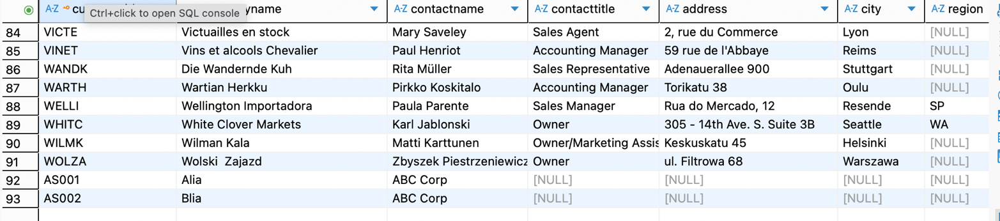 A-Z cu Ctrl+click to open SQL console yname A-Z contactname A-Z contacttitle A-Z address A-Z city A-Z region
84 VICTE Victuailles en stock Mary Saveley Sales Agent 2, rue du Commerce Lyon [NULL]
85 VINET Vins et alcools Chevalier Paul Henriot Accounting Manager 59 rue de l'Abbaye Reims [NULL]
86 WANDK Die Wandernde Kuh Rita Müller Sales Representative Adenauerallee 900 Stuttgart [NULL]
87 WARTH Wartian Herkku Pirkko Koskitalo Accounting Manager Torikatu 38 Oulu [NULL]
88 WELLI Wellington Importadora Paula Parente Sales Manager Rua do Mercado, 12 Resende SP
89 WHITC White Clover Markets Karl Jablonski Owner 305 - 14th Ave. S. Suite 3B Seattle WA
90 WILMK Wilman Kala Matti Karttunen Owner/Marketing Assis Keskuskatu 45 Helsinki [NULL]
91 WOLZA Wolski  Zajazd Zbyszek Piestrzeniewicz Owner ul. Filtrowa 68 Warszawa [NULL]
92 AS001 Alia ABC Corp [NULL] [NULL] [NULL] [NULL]
93 AS002 Blia ABC Corp [NULL] [NULL] [NULL] [NULL]